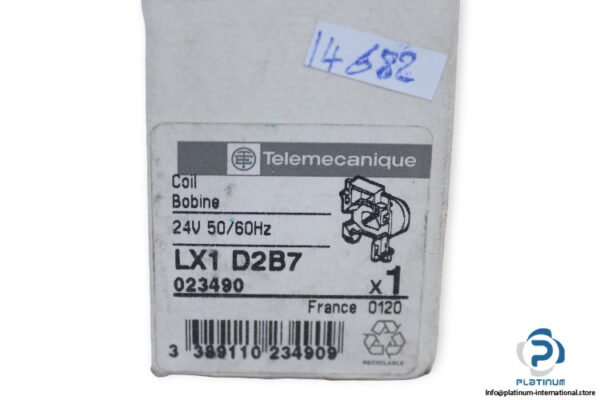 14682
Telemecanique
Coil
Bobine
24V 50/60Hz
LX1 D2B7
023490
x1
France 0120
3 389110 234909
RECYCLABLE
PLATINUM
Info@platinum-international.store